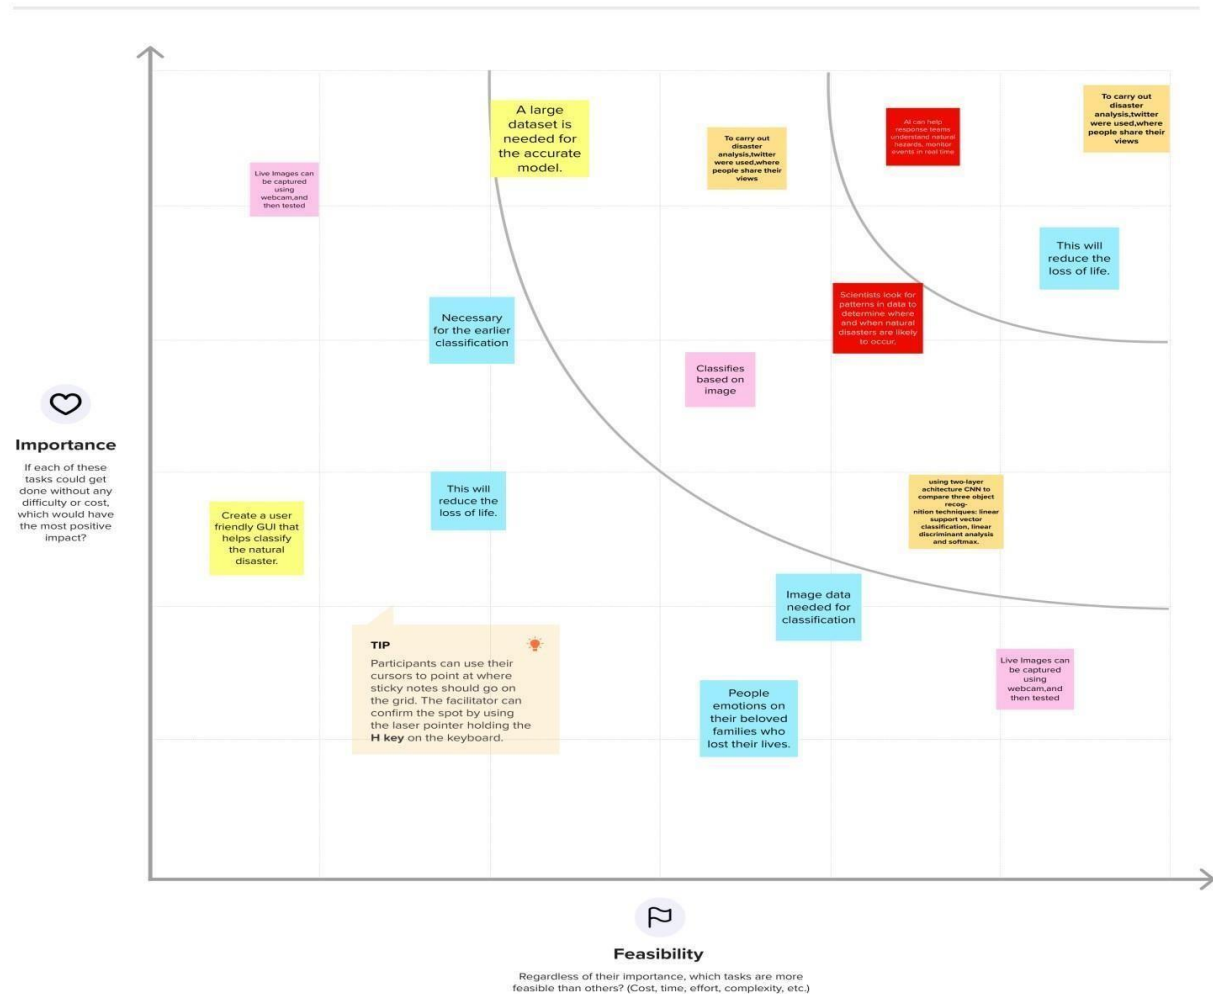 A large
dataset is
needed for
the accurate
model.
To carry out
disaster
analysis,twitter
were used,where
people share their
views
AI can help
response teams
understand natural
hazards, monitor
events in real time
To carry out
disaster
analysis,twitter
were used,where
people share their
views
Live Images can
be captured
using
webcam,and
then tested
This will
reduce the
loss of life.
Necessary
for the earlier
classification
Scientists look for
patterns in data to
determine where
and when natural
disasters are likely
to occur.
Classifies
based on
image
Importance
If each of these
tasks could get
done without any
difficulty or cost,
which would have
the most positive
impact?
Create a user
friendly GUI that
helps classify
the natural
disaster.
This will
reduce the
loss of life.
using two-layer
achitecture CNN to
compare three object
recog-
nition techniques: linear
support vector
classification, linear
discriminant analysis
and softmax.
Image data
needed for
classification
TIP
Participants can use their
cursors to point at where
sticky notes should go on
the grid. The facilitator can
confirm the spot by using
the laser pointer holding the
H key on the keyboard.
People
emotions on
their beloved
families who
lost their lives.
Live Images can
be captured
using
webcam,and
then tested
Feasibility
Regardless of their importance, which tasks are more
feasible than others? (Cost, time, effort, complexity, etc.)